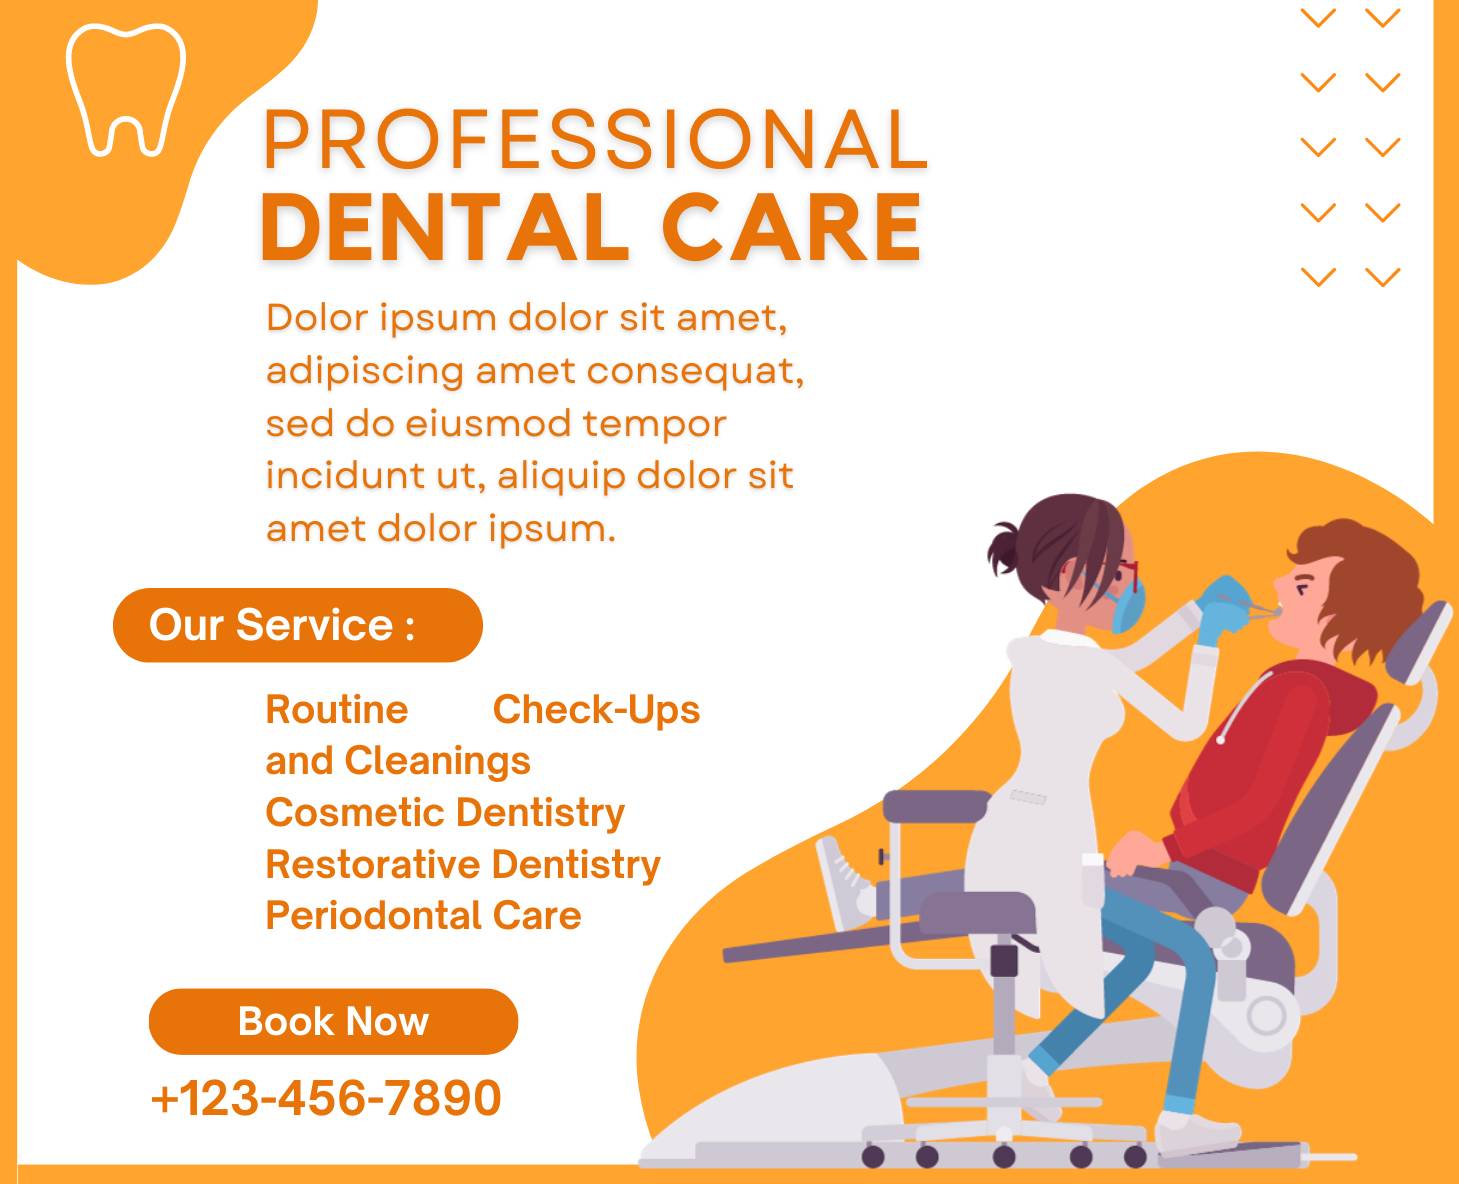 PROFESSIONAL
DENTAL CARE
Dolor ipsum dolor sit amet,
adipiscing amet consequat,
sed do eiusmod tempor
incidunt ut, aliquip dolor sit
amet dolor ipsum.
Our Service :
Routine Check-Ups
and Cleanings
Cosmetic Dentistry
Restorative Dentistry
Periodontal Care
Book Now
+123-456-7890